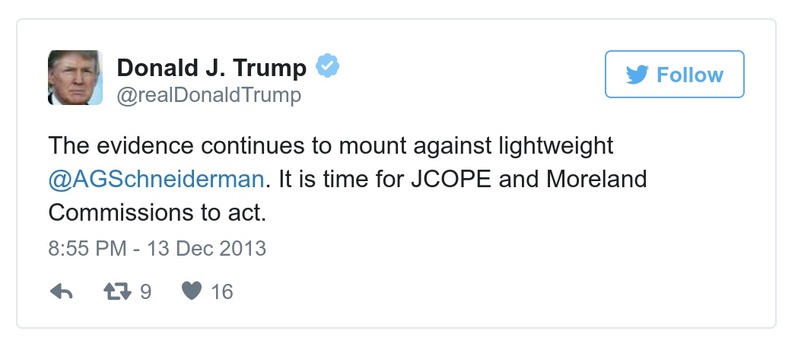 Donald J. Trump
@realDonaldTrump
Follow
The evidence continues to mount against lightweight
@AGSchneiderman. It is time for JCOPE and Moreland
Commissions to act.
8:55 PM - 13 Dec 2013
9 16